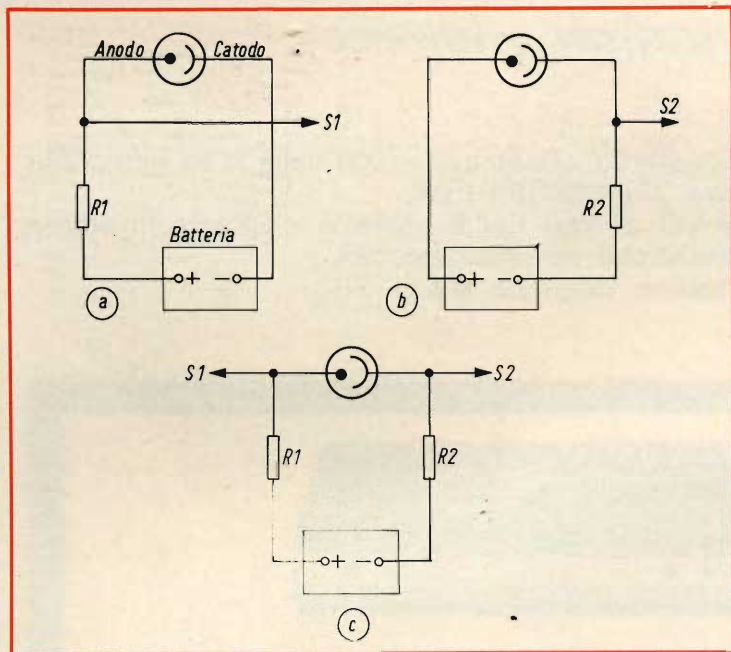 Anodo Catodo
S1
R1
Batteria
+ −
a
S2
R2
+ −
b
S1 S2
R1 R2
+ −
c